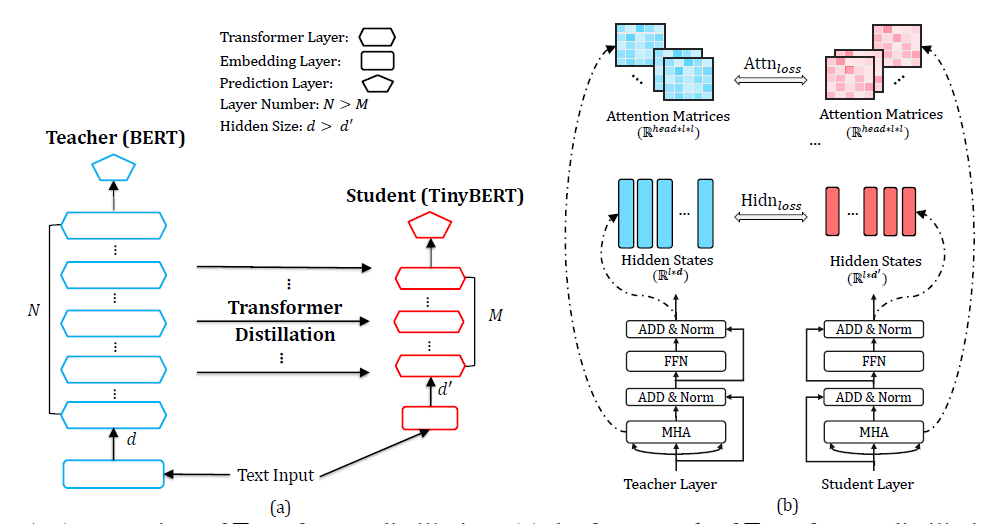 Transformer Layer:
Embedding Layer:
Prediction Layer:
Layer Number: N > M
Hidden Size: d > d′
Teacher (BERT)
Student (TinyBERT)
N
⋮
⋮
⋮
⋮
Transformer
Distillation
⋮
⋮
⋮
M
d
d′
Text Input
(a)
Attn_loss
Attention Matrices
(ℝ^head∗l∗l)
Attention Matrices
(ℝ^head∗l∗l)
...
Hidn_loss
Hidden States
(ℝ^l∗d)
Hidden States
(ℝ^l∗d′)
ADD & Norm
FFN
ADD & Norm
MHA
Teacher Layer
ADD & Norm
FFN
ADD & Norm
MHA
Student Layer
(b)